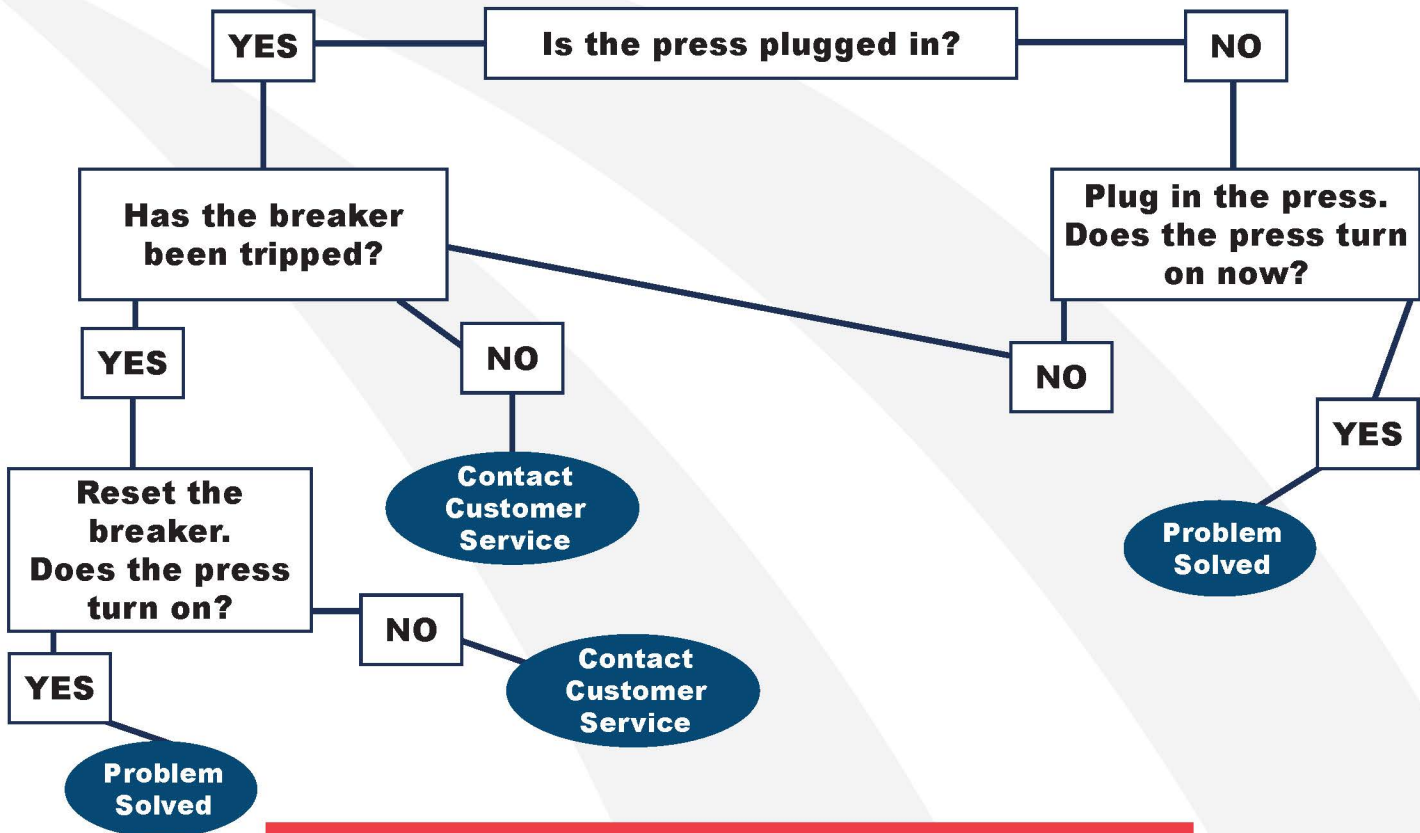 YES
Is the press plugged in?
NO
Has the breaker
been tripped?
Plug in the press.
Does the press turn
on now?
YES
NO
NO
YES
Contact
Customer
Service
Reset the
breaker.
Does the press
turn on?
Problem
Solved
NO
YES
Contact
Customer
Service
Problem
Solved